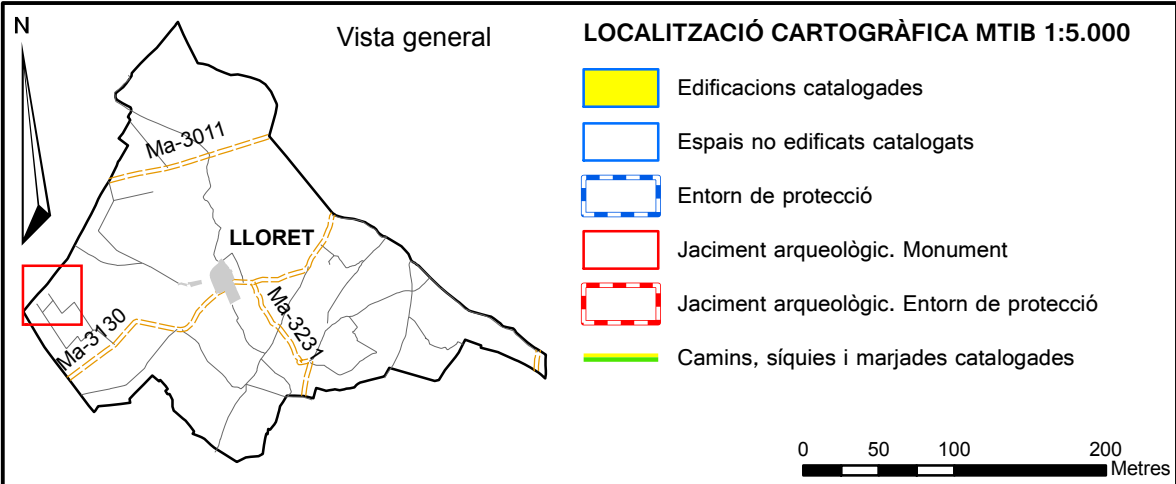 N
Vista general
Ma-3011
LLORET
Ma-3130
Ma-3231
LOCALITZACIÓ CARTOGRÀFICA MTIB 1:5.000
Edificacions catalogades
Espais no edificats catalogats
Entorn de protecció
Jaciment arqueològic. Monument
Jaciment arqueològic. Entorn de protecció
Camins, síquies i marjades catalogades
0 50 100 200
Metres